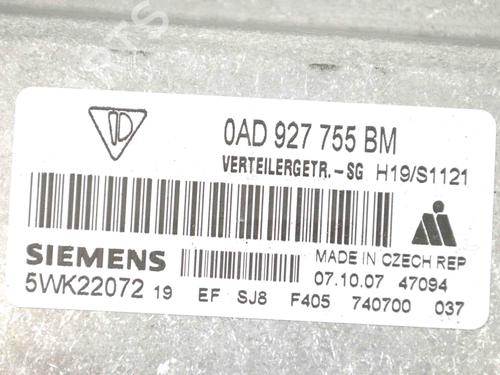 0AD 927 755 BM
VERTEILERGETR.-SG H19/S1121
SIEMENS
MADE IN CZECH REP
07.10.07 47094
5WK22072 19 EF SJ8 F405 740700 037